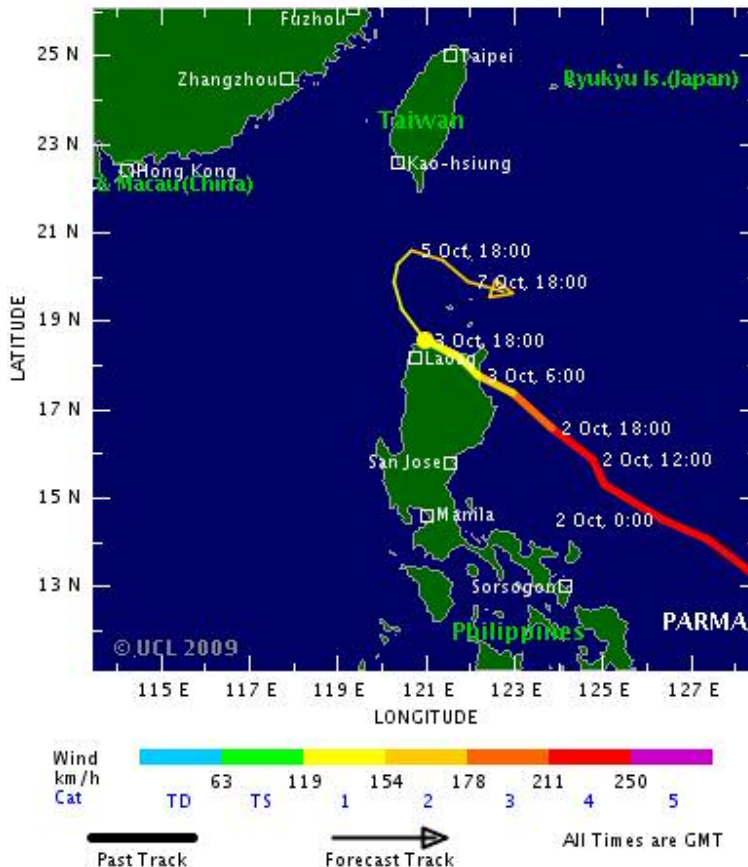 Fuzhou
25 N
Taipei
Zhangzhou
Ryukyu Is.(Japan)
Taiwan
23 N
Kao-hsiung
Hong Kong
& Macau(China)
21 N
5 Oct, 18:00
7 Oct, 18:00
19 N
3 Oct, 18:00
Laoag
3 Oct, 6:00
17 N
2 Oct, 18:00
2 Oct, 12:00
San Jose
15 N
Manila
2 Oct, 0:00
13 N
Sorsogon
PARMA
Philippines
© UCL 2009
LATITUDE
115 E 117 E 119 E 121 E 123 E 125 E 127 E
LONGITUDE
Wind
km/h 63 119 154 178 211 250
Cat TD TS 1 2 3 4 5
Past Track Forecast Track All Times are GMT